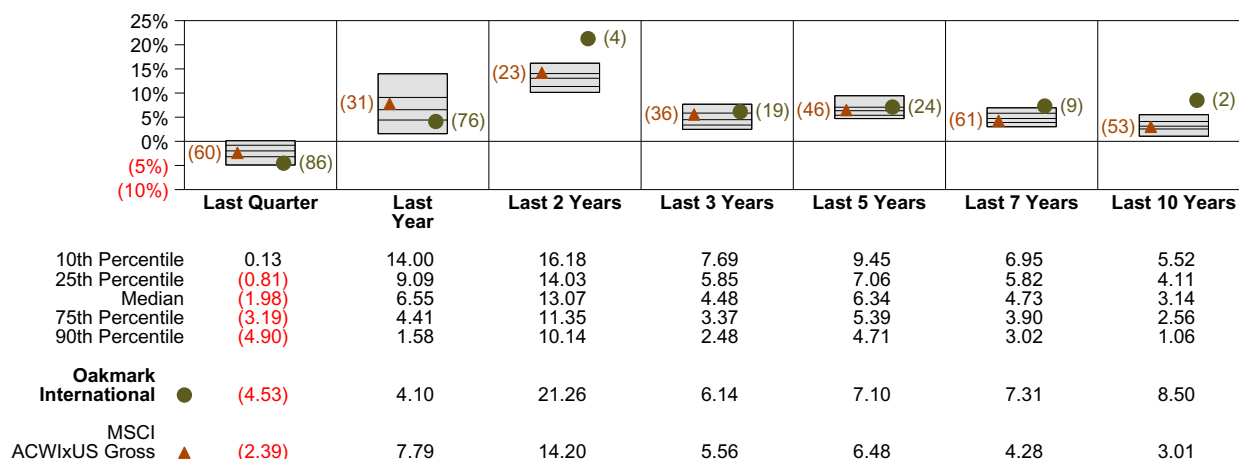 25%
20%
15%
10%
5%
0%
(5%)
(10%)
(60) (86)
(31) (76)
(23) (4)
(36) (19)
(46) (24)
(61) (9)
(53) (2)
Last Quarter Last Year Last 2 Years Last 3 Years Last 5 Years Last 7 Years Last 10 Years
10th Percentile 0.13 14.00 16.18 7.69 9.45 6.95 5.52
25th Percentile (0.81) 9.09 14.03 5.85 7.06 5.82 4.11
Median (1.98) 6.55 13.07 4.48 6.34 4.73 3.14
75th Percentile (3.19) 4.41 11.35 3.37 5.39 3.90 2.56
90th Percentile (4.90) 1.58 10.14 2.48 4.71 3.02 1.06
Oakmark
International (4.53) 4.10 21.26 6.14 7.10 7.31 8.50
MSCI
ACWIxUS Gross (2.39) 7.79 14.20 5.56 6.48 4.28 3.01